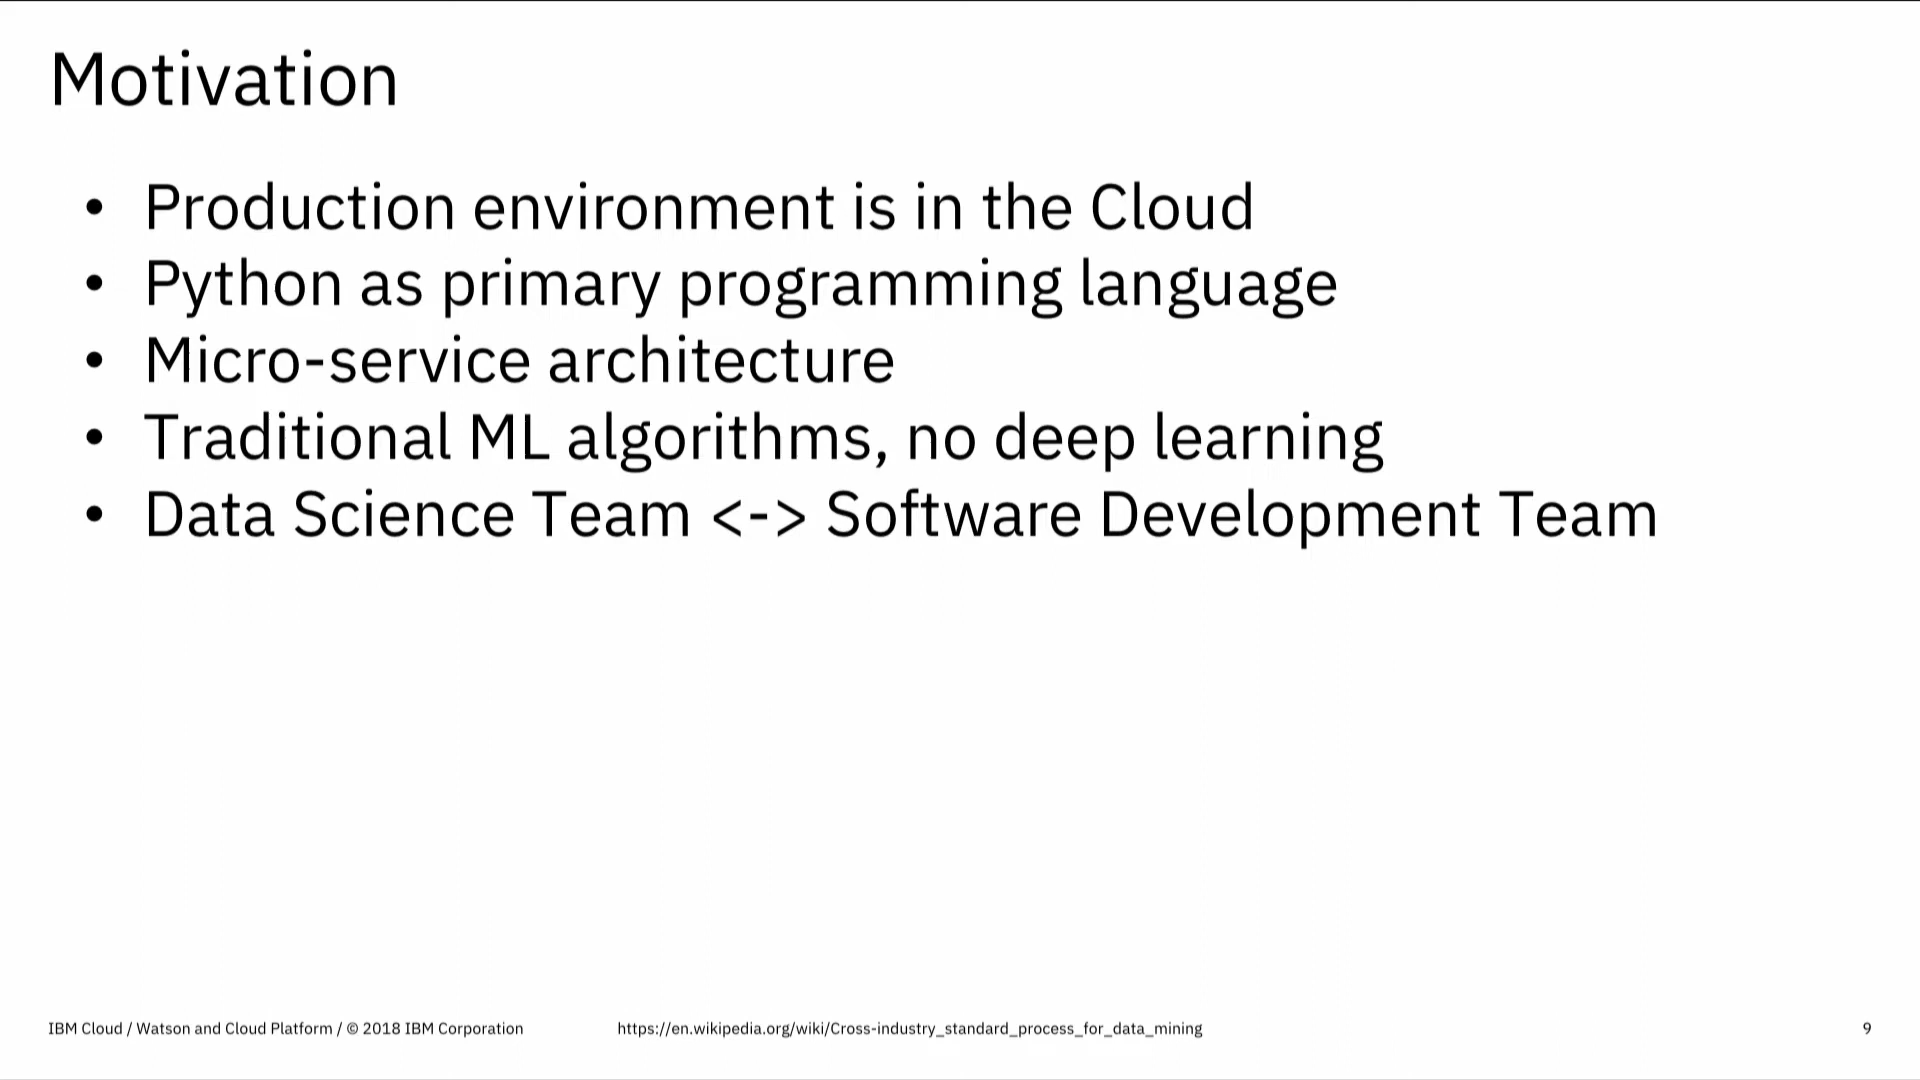 Motivation
• Production environment is in the Cloud
• Python as primary programming language
• Micro-service architecture
• Traditional ML algorithms, no deep learning
• Data Science Team <-> Software Development Team
IBM Cloud / Watson and Cloud Platform / © 2018 IBM Corporation
https://en.wikipedia.org/wiki/Cross-industry_standard_process_for_data_mining
9